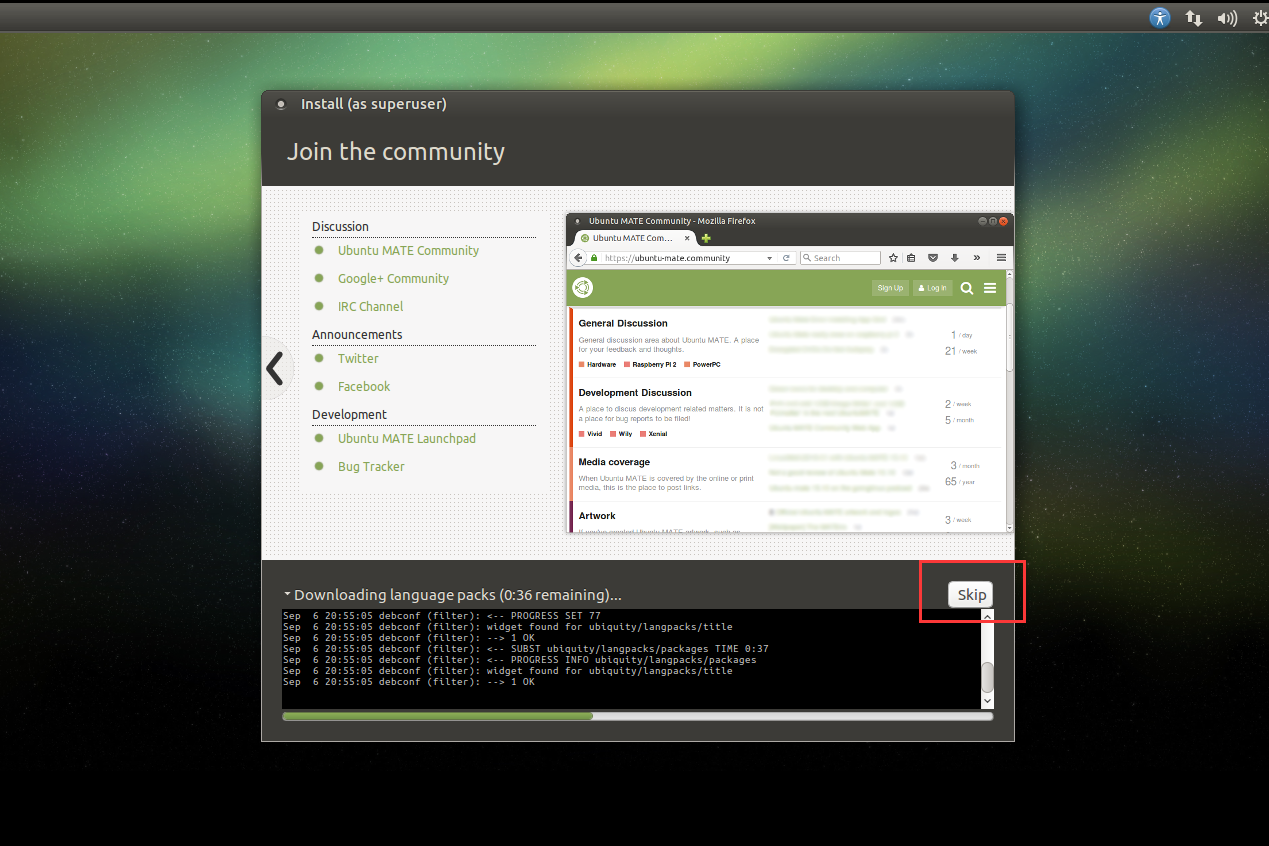 Install (as superuser)
Join the community
Discussion
Ubuntu MATE Community
Google+ Community
IRC Channel
Announcements
Twitter
Facebook
Development
Ubuntu MATE Launchpad
Bug Tracker
Ubuntu MATE Community - Mozilla Firefox
Ubuntu MATE Com...
https://ubuntu-mate.community
Search
Sign Up
Log In
General Discussion
General discussion area about Ubuntu MATE. A place
for your feedback and thoughts.
Hardware Raspberry Pi 2 PowerPC
1 / day
21 / week
Development Discussion
A place to discus development related matters. It is not
a place for bug reports to be filed!
Vivid Wily Xenial
2 / week
5 / month
Media coverage
When Ubuntu MATE is covered by the online or print
media, this is the place to post links.
3 / month
65 / year
Artwork
3 / week
Downloading language packs (0:36 remaining)...
Skip
Sep  6 20:55:05 debconf (filter): <-- PROGRESS SET 77
Sep  6 20:55:05 debconf (filter): widget found for ubiquity/langpacks/title
Sep  6 20:55:05 debconf (filter): --> 1 OK
Sep  6 20:55:05 debconf (filter): <-- SUBST ubiquity/langpacks/packages TIME 0:37
Sep  6 20:55:05 debconf (filter): <-- PROGRESS INFO ubiquity/langpacks/packages
Sep  6 20:55:05 debconf (filter): widget found for ubiquity/langpacks/title
Sep  6 20:55:05 debconf (filter): --> 1 OK